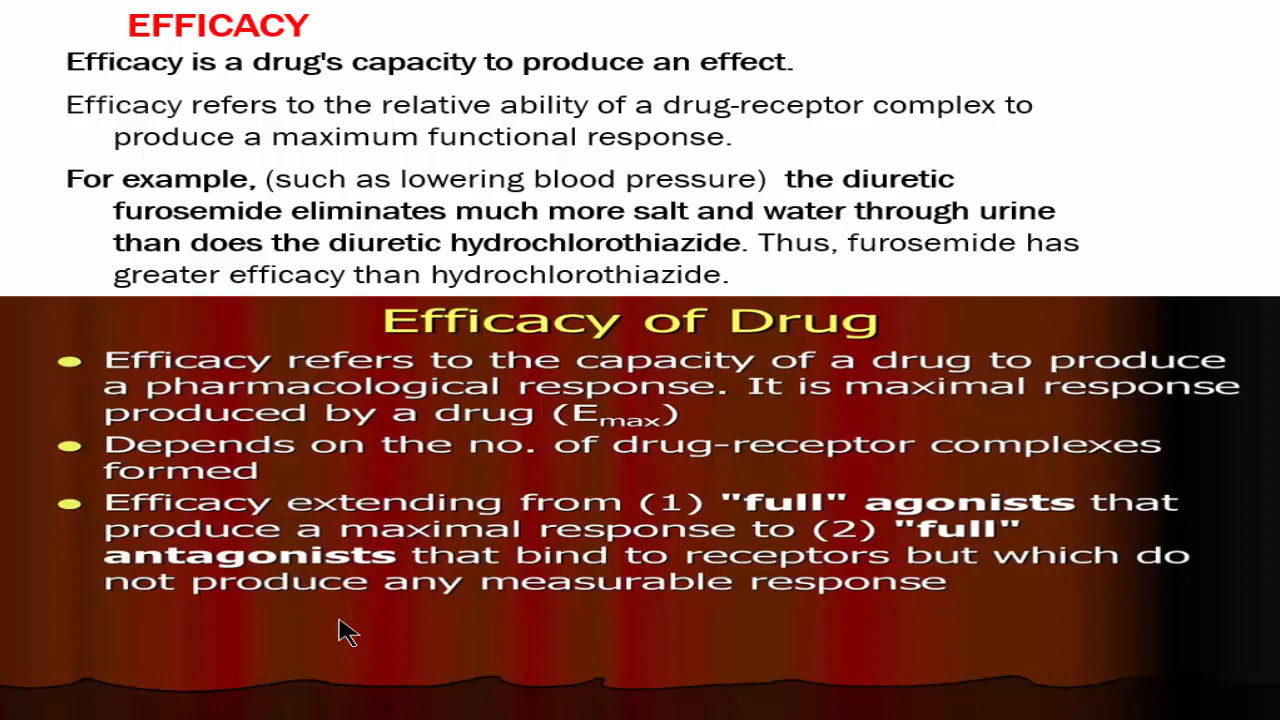 EFFICACY
Efficacy is a drug's capacity to produce an effect.
Efficacy refers to the relative ability of a drug-receptor complex to
produce a maximum functional response.
For example, (such as lowering blood pressure) the diuretic
furosemide eliminates much more salt and water through urine
than does the diuretic hydrochlorothiazide. Thus, furosemide has
greater efficacy than hydrochlorothiazide.
Efficacy of Drug
Efficacy refers to the capacity of a drug to produce
a pharmacological response. It is maximal response
produced by a drug (Emax)
Depends on the no. of drug-receptor complexes
formed
Efficacy extending from (1) "full" agonists that
produce a maximal response to (2) "full"
antagonists that bind to receptors but which do
not produce any measurable response